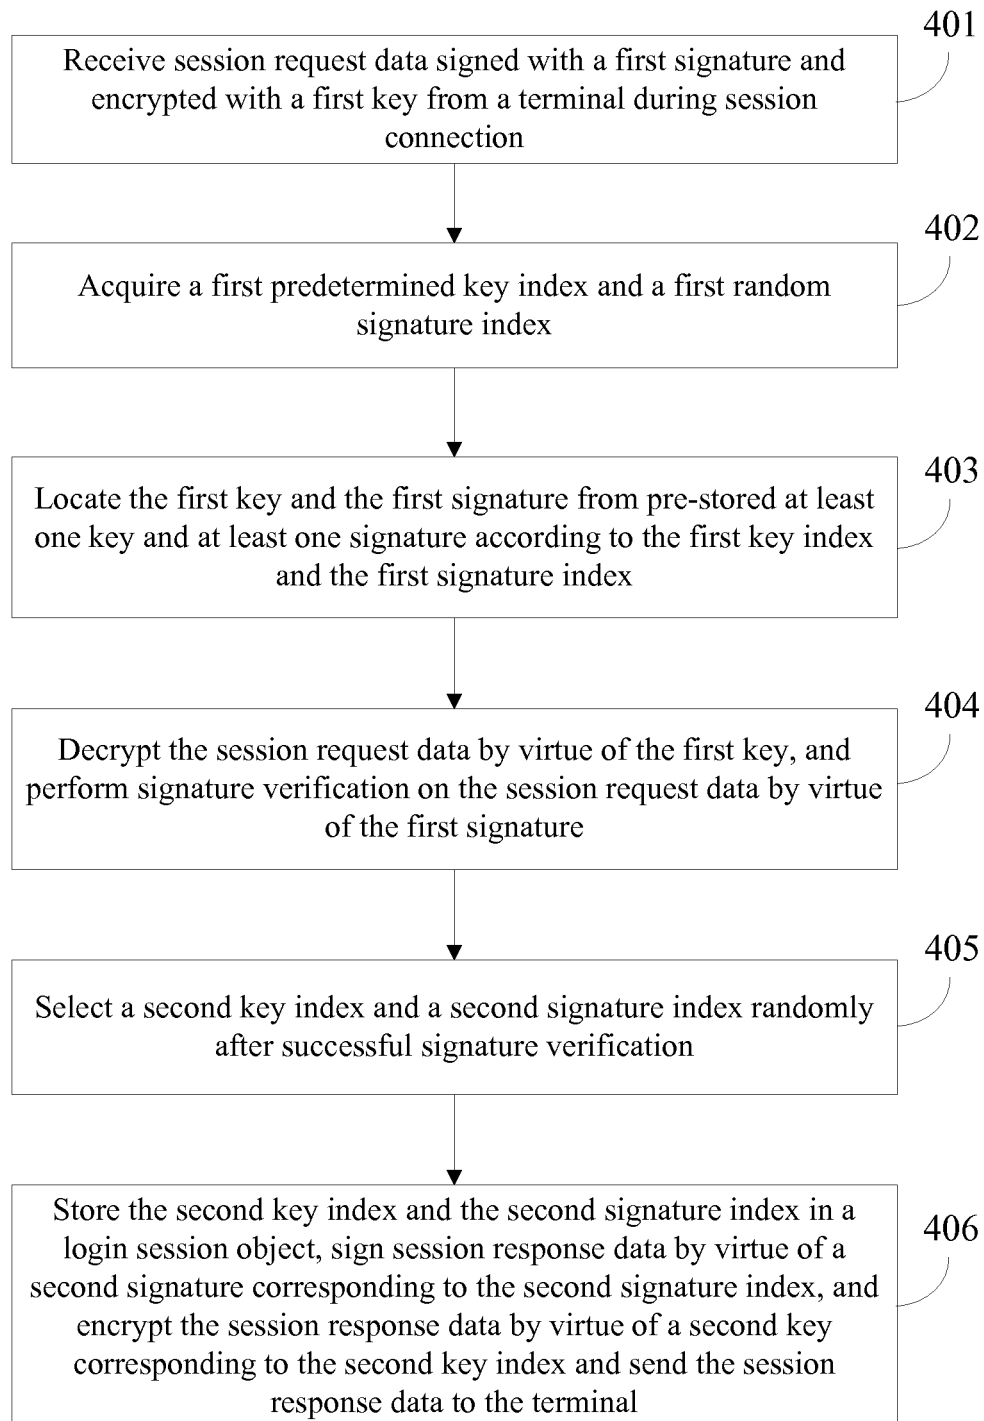 401
Receive session request data signed with a first signature and
encrypted with a first key from a terminal during session
connection
402
Acquire a first predetermined key index and a first random
signature index
403
Locate the first key and the first signature from pre-stored at least
one key and at least one signature according to the first key index
and the first signature index
404
Decrypt the session request data by virtue of the first key, and
perform signature verification on the session request data by virtue
of the first signature
405
Select a second key index and a second signature index randomly
after successful signature verification
406
Store the second key index and the second signature index in a
login session object, sign session response data by virtue of a
second signature corresponding to the second signature index, and
encrypt the session response data by virtue of a second key
corresponding to the second key index and send the session
response data to the terminal